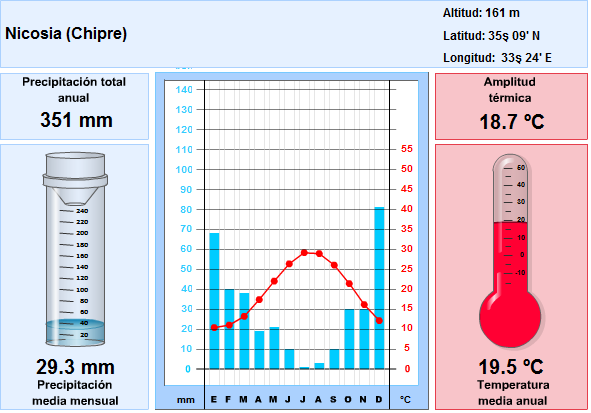 Nicosia (Chipre)
Altitud: 161 m
Latitud: 35ş 09' N
Longitud: 33ş 24' E
Precipitación total
anual
351 mm
240
220
200
180
160
140
120
100
80
60
40
20
29.3 mm
Precipitación
media mensual
140
130
120
110
100
90
80
70
60
50
40
30
20
10
0
55
50
45
40
35
30
25
20
15
10
5
0
mm E F M A M J J A S O N D °C
Amplitud
térmica
18.7 ºC
60
50
40
30
20
10
0
-10
19.5 ºC
Temperatura
media anual